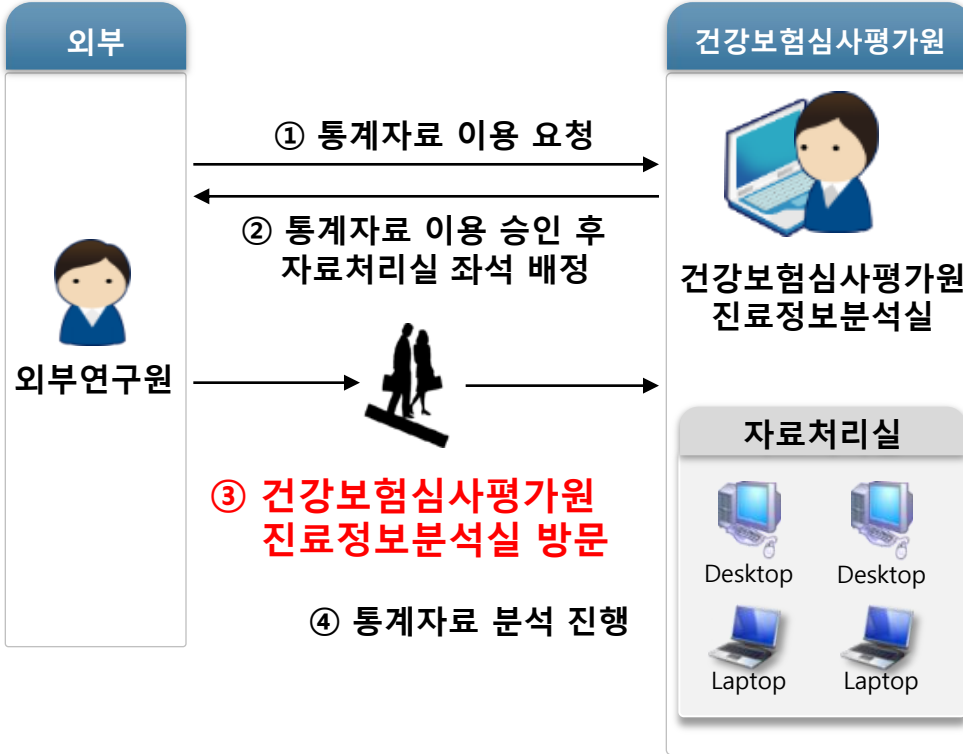 외부
건강보험심사평가원
① 통계자료 이용 요청
② 통계자료 이용 승인 후
자료처리실 좌석 배정
건강보험심사평가원
진료정보분석실
외부연구원
③ 건강보험심사평가원
진료정보분석실 방문
④ 통계자료 분석 진행
자료처리실
Desktop
Desktop
Laptop
Laptop